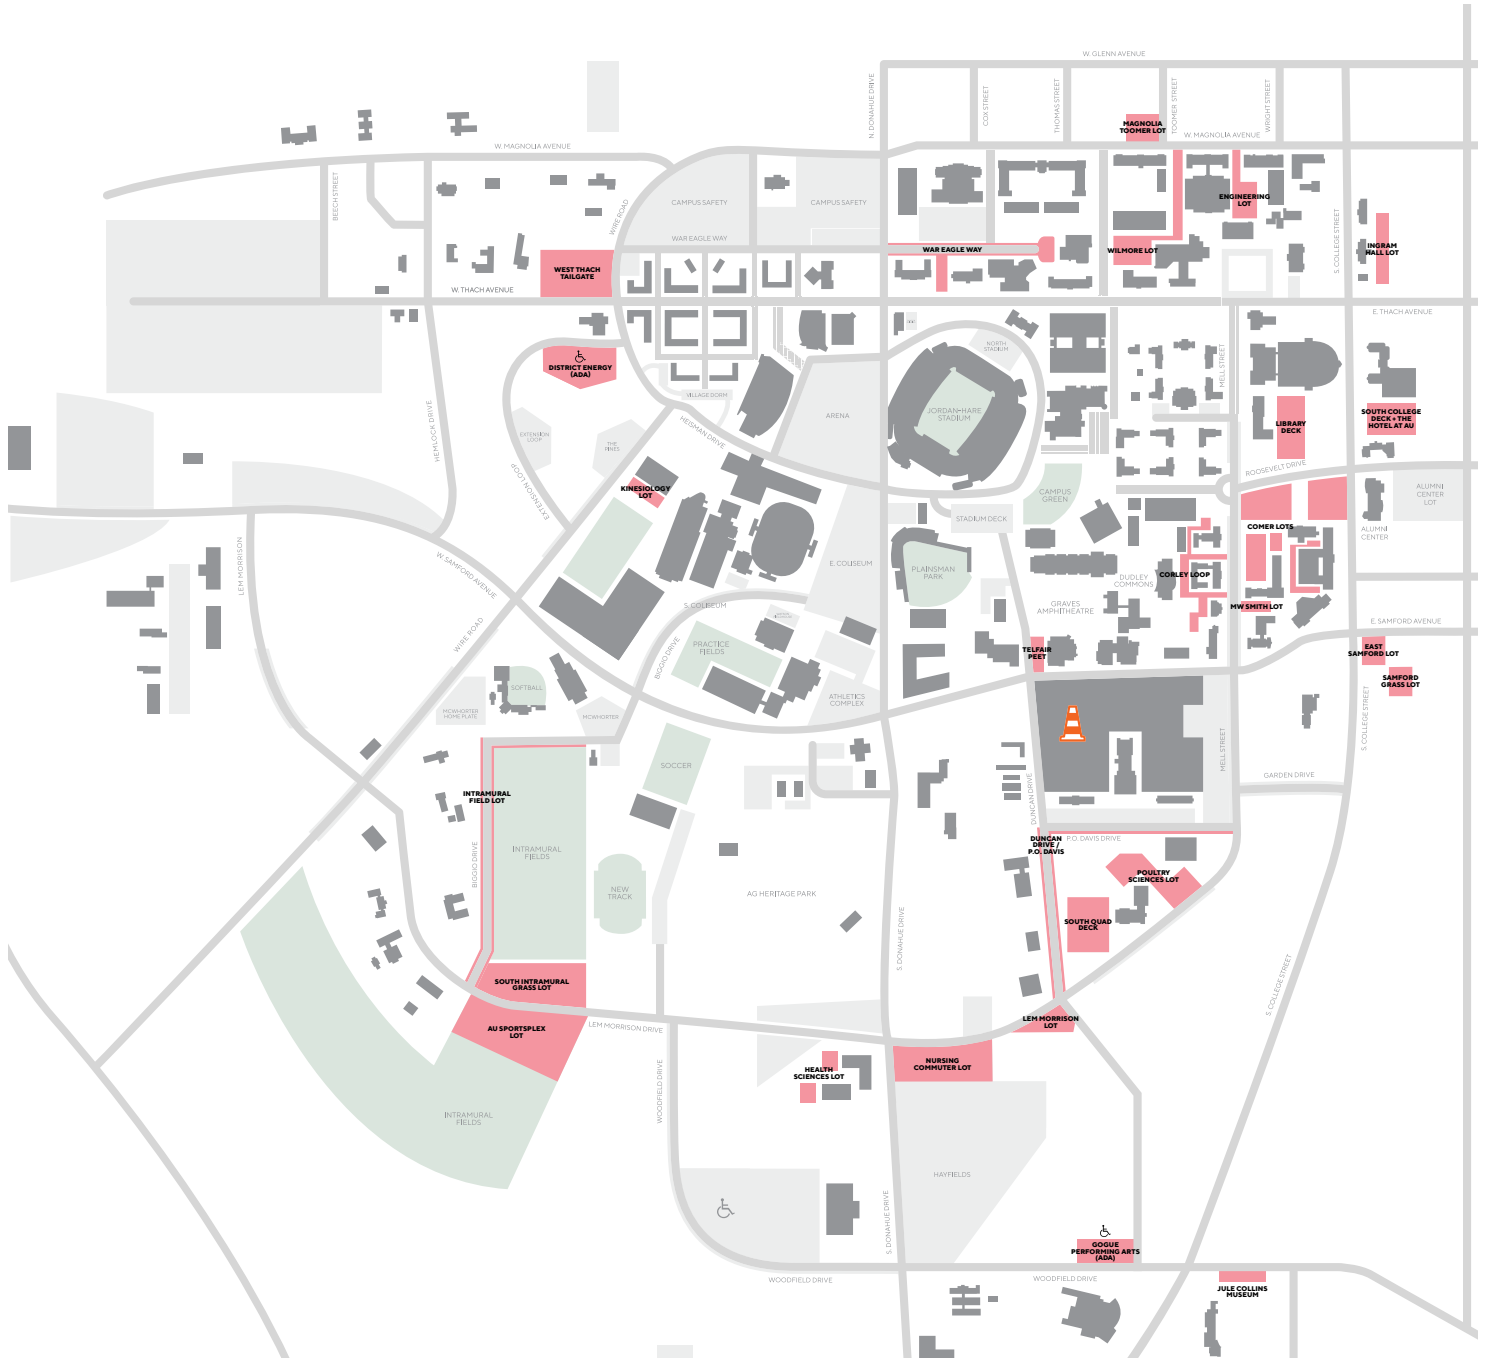 W. GLENN AVENUE
N. DONAHUE DRIVE
COX STREET
THOMAS STREET
TOOMER STREET
WRIGHT STREET
MAGNOLIA
TOOMER LOT
W. MAGNOLIA AVENUE
W. MAGNOLIA AVENUE
BEECH STREET
WIRE ROAD
CAMPUS SAFETY
CAMPUS SAFETY
ENGINEERING
LOT
S. COLLEGE STREET
WAR EAGLE WAY
WAR EAGLE WAY
WILMORE LOT
INGRAM
HALL LOT
WEST THACH
TAILGATE
W. THACH AVENUE
E. THACH AVENUE
NORTH
STADIUM
MELL STREET
DISTRICT ENERGY
(ADA)
VILLAGE DORM
HEMLOCK DRIVE
EXTENSION
LOOP
THE
PINES
HEISMAN DRIVE
ARENA
JORDAN-HARE
STADIUM
LIBRARY
DECK
SOUTH COLLEGE
DECK + THE
HOTEL AT AU
EXTENSION LOOP
ROOSEVELT DRIVE
KINESIOLOGY
LOT
CAMPUS
GREEN
ALUMNI
CENTER
LOT
STADIUM DECK
COMER LOTS
ALUMNI
CENTER
LEM MORRISON
W. SAMFORD AVENUE
E. COLISEUM
PLAINSMAN
PARK
DUDLEY
COMMONS
CORLEY LOOP
S. COLISEUM
GRAVES
AMPHITHEATRE
MW SMITH LOT
E. SAMFORD AVENUE
WIRE ROAD
BIGGIO DRIVE
PRACTICE
FIELDS
TELFAIR
PEET
EAST
SAMFORD LOT
SAMFORD
GRASS LOT
SOFTBALL
MCWHORTER
HOME PLATE
MCWHORTER
ATHLETICS
COMPLEX
S. COLLEGE STREET
MELL STREET
SOCCER
GARDEN DRIVE
INTRAMURAL
FIELD LOT
DUNCAN DRIVE
DUNCAN
DRIVE /
P.O. DAVIS
P.O. DAVIS DRIVE
INTRAMURAL
FIELDS
BIGGIO DRIVE
POULTRY
SCIENCES LOT
NEW
TRACK
AG HERITAGE PARK
SOUTH QUAD
DECK
S. DONAHUE DRIVE
S. COLLEGE STREET
SOUTH INTRAMURAL
GRASS LOT
AU SPORTSPLEX
LOT
LEM MORRISON DRIVE
LEM MORRISON
LOT
NURSING
COMMUTER LOT
HEALTH
SCIENCES LOT
WOODFIELD DRIVE
INTRAMURAL
FIELDS
HAYFIELDS
S. DONAHUE DRIVE
GOGUE
PERFORMING ARTS
(ADA)
WOODFIELD DRIVE
WOODFIELD DRIVE
JULE COLLINS
MUSEUM